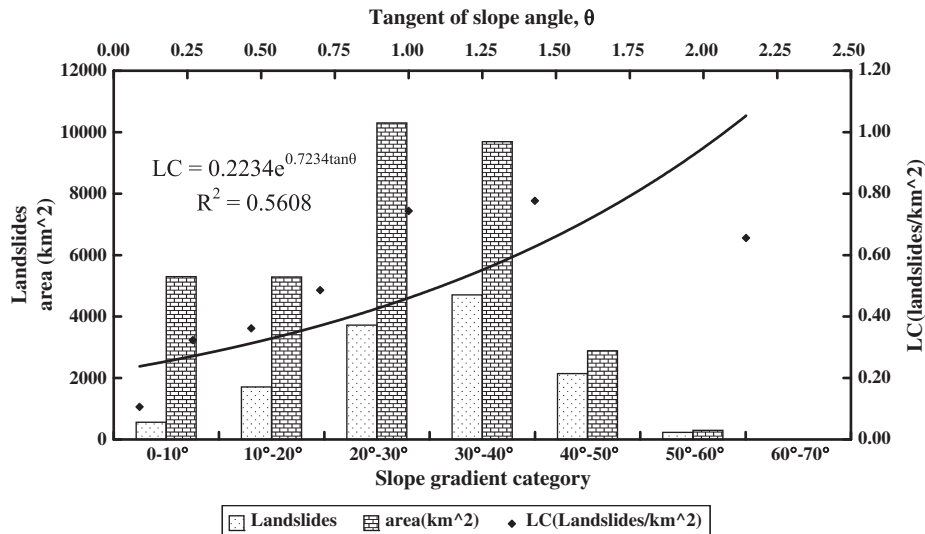 Tangent of slope angle, θ
0.00 0.25 0.50 0.75 1.00 1.25 1.50 1.75 2.00 2.25 2.50
12000
10000
8000
6000
4000
2000
0
Landslides
area (km^2)
LC = 0.2234e^0.7234tanθ
R^2 = 0.5608
1.20
1.00
0.80
0.60
0.40
0.20
0.00
LC(landslides/km^2)
0-10° 10°-20° 20°-30° 30°-40° 40°-50° 50°-60° 60°-70°
Slope gradient category
Landslides area(km^2) LC(Landslides/km^2)